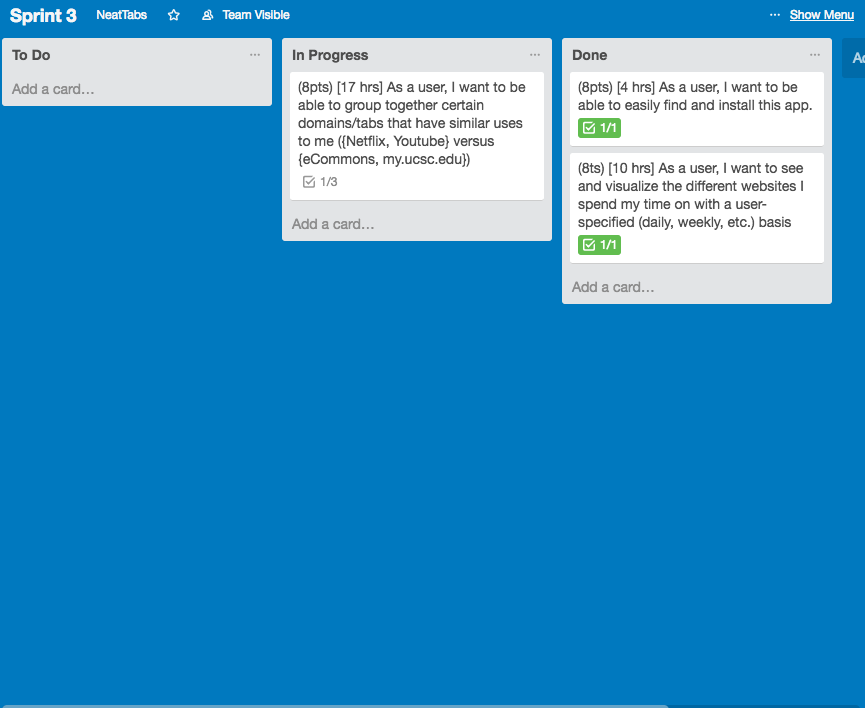 Sprint 3 NeatTabs Team Visible ... Show Menu
To Do ...
Add a card...
In Progress ...
(8pts) [17 hrs] As a user, I want to be
able to group together certain
domains/tabs that have similar uses
to me ({Netflix, Youtube} versus
{eCommons, my.ucsc.edu})
1/3
Add a card...
Done ...
(8pts) [4 hrs] As a user, I want to be
able to easily find and install this app.
1/1
(8ts) [10 hrs] As a user, I want to see
and visualize the different websites I
spend my time on with a user-
specified (daily, weekly, etc.) basis
1/1
Add a card...